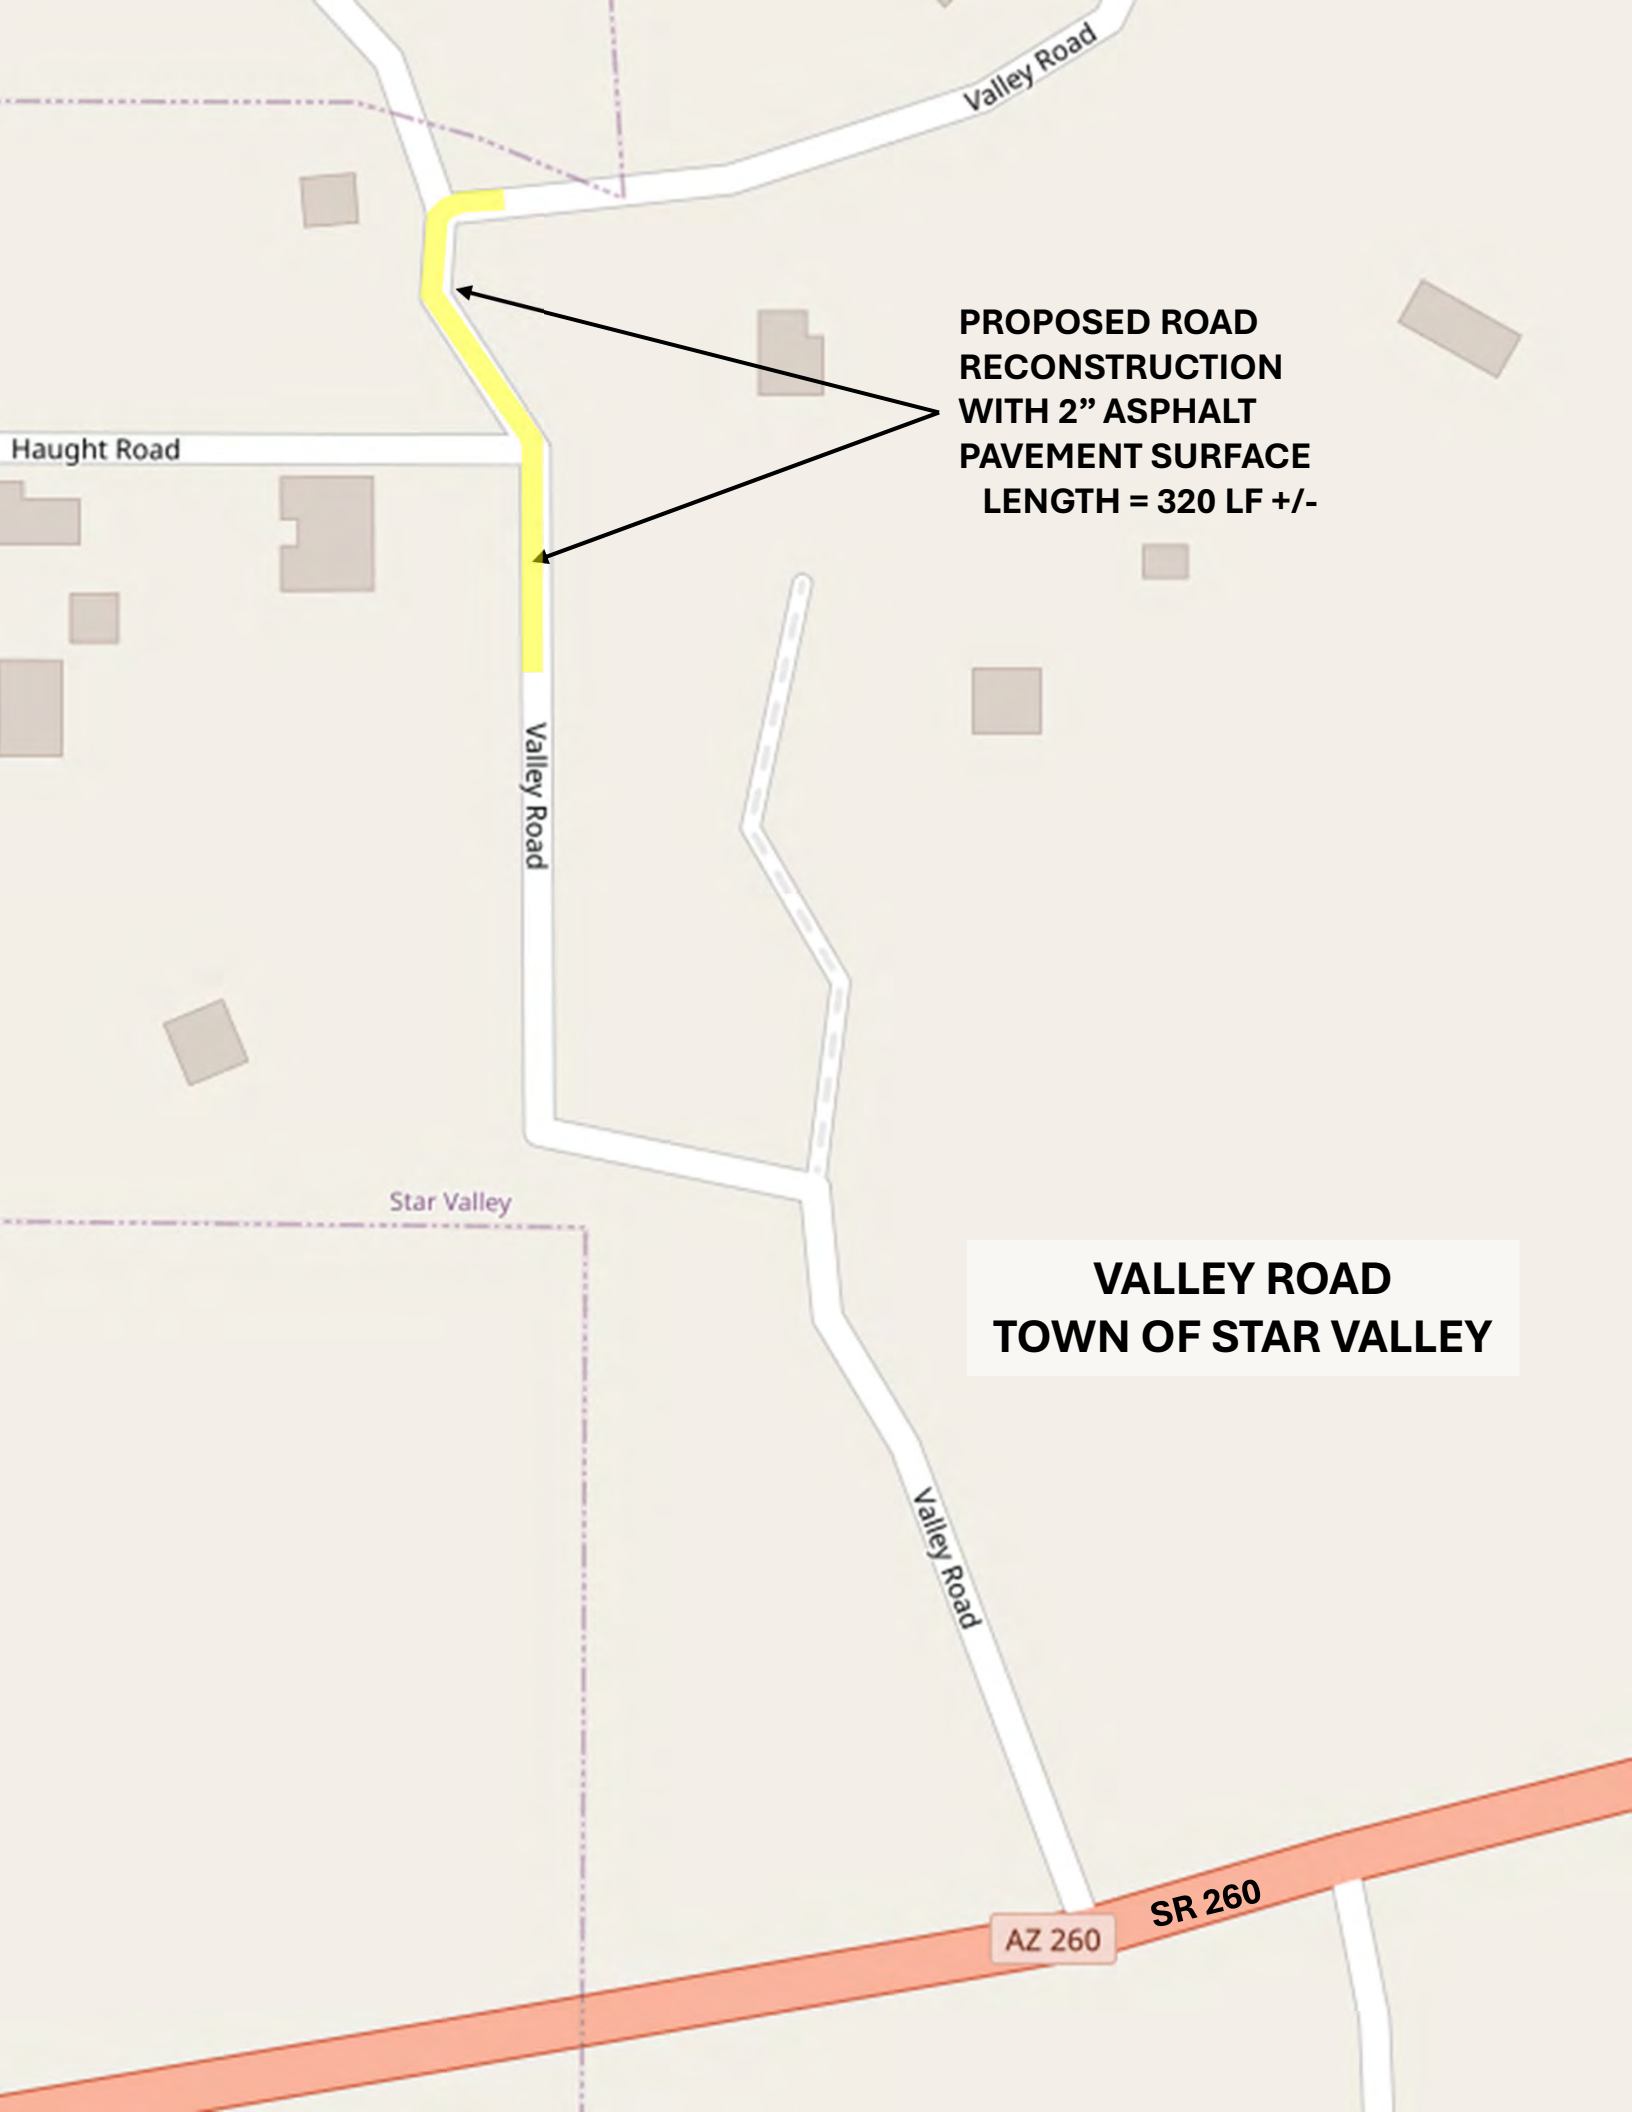 Valley Road
PROPOSED ROAD
RECONSTRUCTION
WITH 2” ASPHALT
PAVEMENT SURFACE
LENGTH = 320 LF +/-
Haught Road
Valley Road
Star Valley
VALLEY ROAD
TOWN OF STAR VALLEY
Valley Road
SR 260
AZ 260